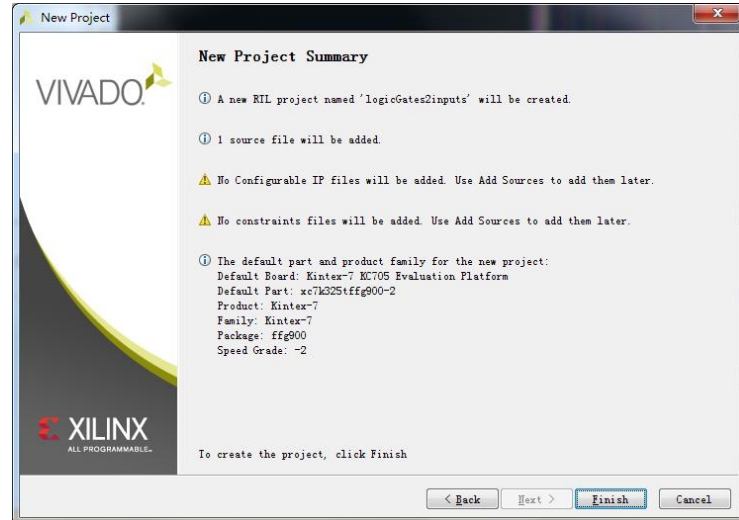 New Project
New Project Summary
VIVADO.
A new RTL project named 'logicGates2inputs' will be created.
1 source file will be added.
No Configurable IP files will be added. Use Add Sources to add them later.
No constraints files will be added. Use Add Sources to add them later.
The default part and product family for the new project:
Default Board: Kintex-7 KC705 Evaluation Platform
Default Part: xc7k325tffg900-2
Product: Kintex-7
Family: Kintex-7
Package: ffg900
Speed Grade: -2
XILINX
ALL PROGRAMMABLE.
To create the project, click Finish
< Back
Next >
Finish
Cancel